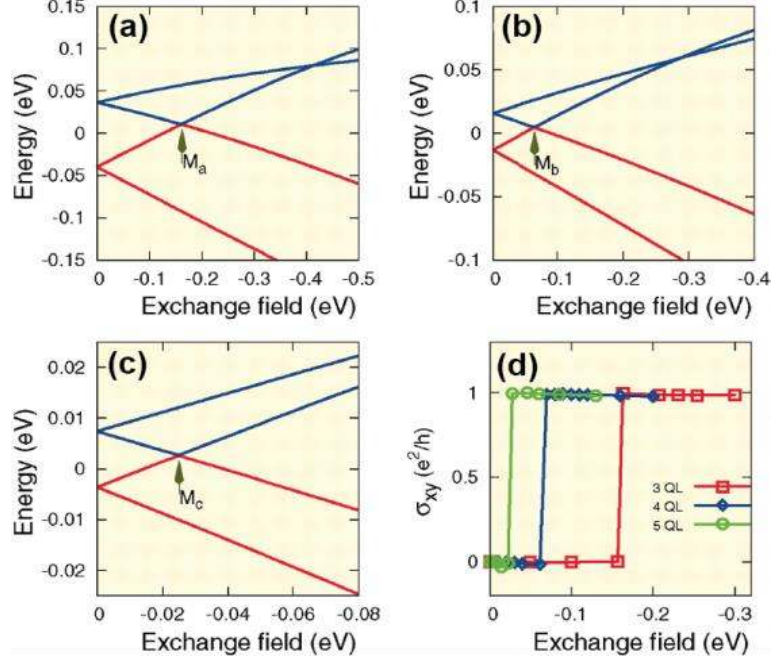 (a)
Energy (eV)
0.15
0.1
0.05
0
-0.05
-0.1
-0.15
M_a
0 -0.1 -0.2 -0.3 -0.4 -0.5
Exchange field (eV)
(b)
Energy (eV)
0.1
0.05
0
-0.05
-0.1
M_b
0 -0.1 -0.2 -0.3 -0.4
Exchange field (eV)
(c)
Energy (eV)
0.02
0.01
0
-0.01
-0.02
M_c
0 -0.02 -0.04 -0.06 -0.08
Exchange field (eV)
(d)
σ_xy (e²/h)
1
0.5
0
3 QL
4 QL
5 QL
0 -0.1 -0.2 -0.3
Exchange field (eV)